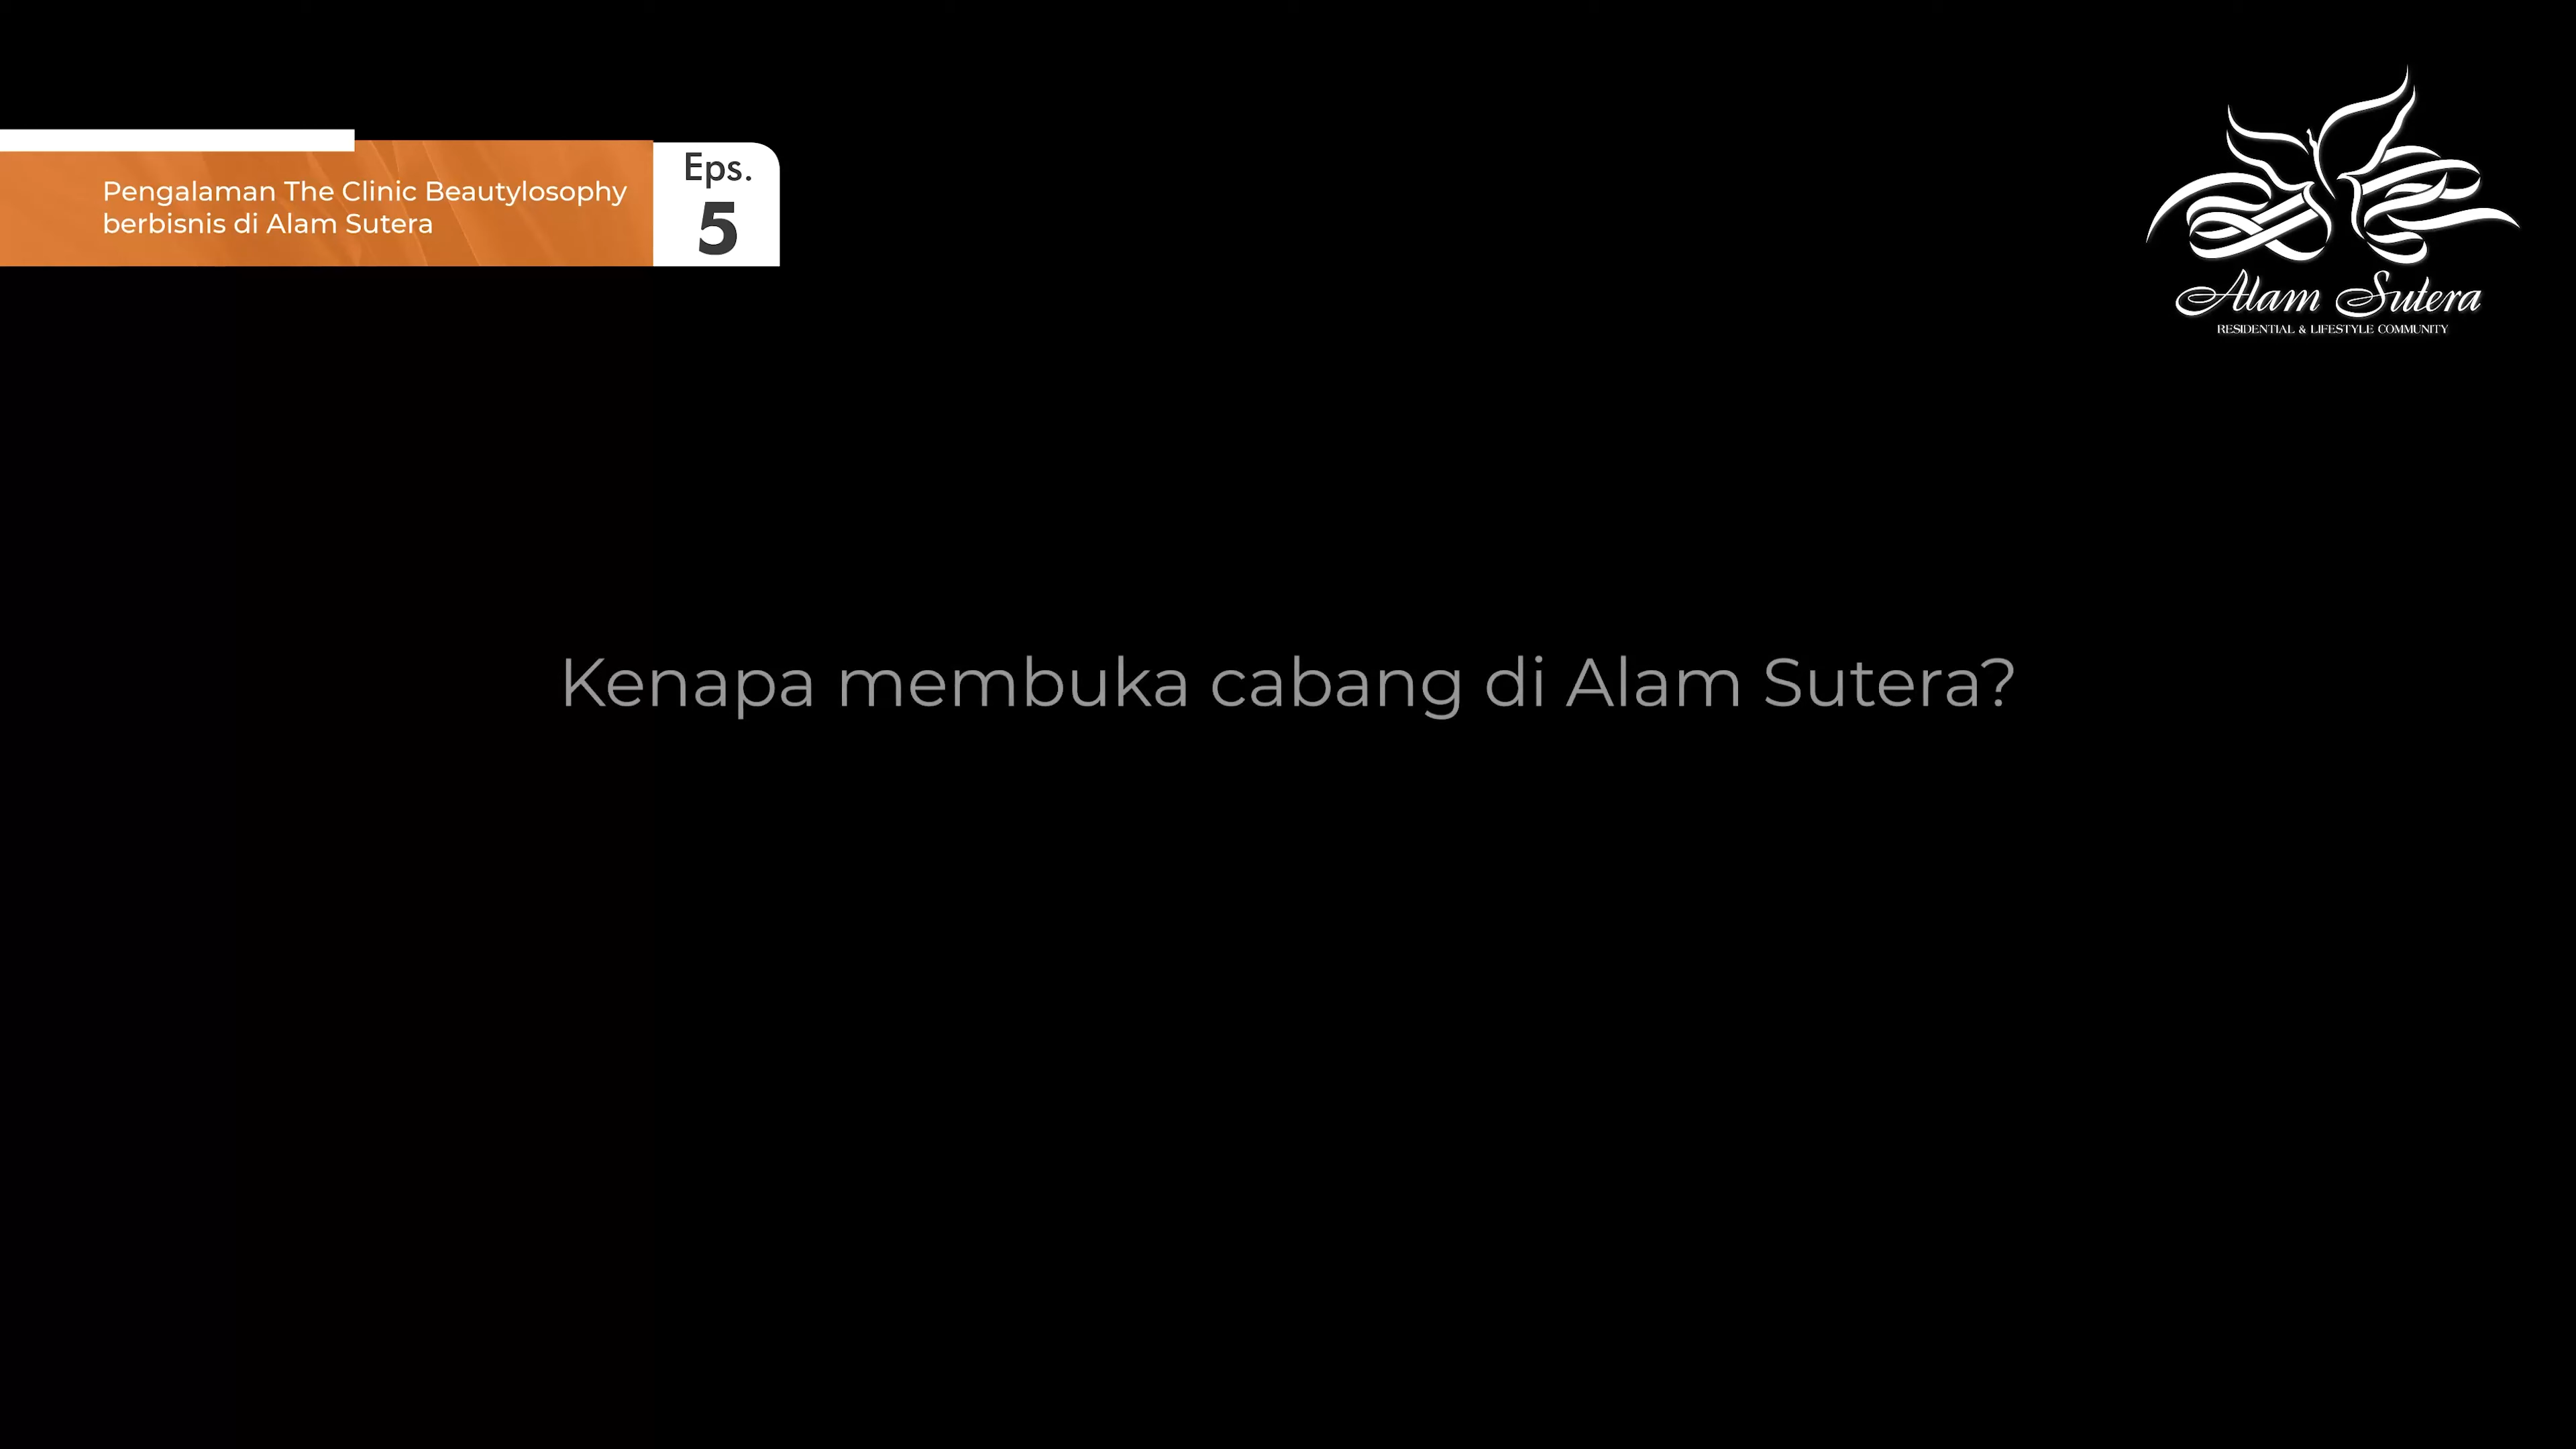 Pengalaman The Clinic Beautylosophy
berbisnis di Alam Sutera
Eps.
5
Alam Sutera
RESIDENTIAL & LIFESTYLE COMMUNITY
Kenapa membuka cabang di Alam Sutera?